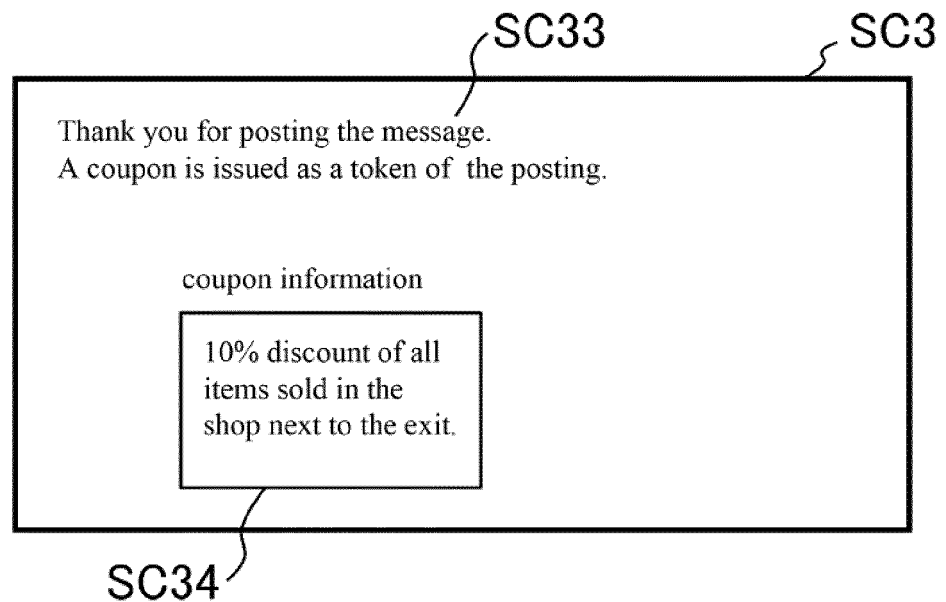 SC33
SC3
Thank you for posting the message.
A coupon is issued as a token of the posting.
coupon information
10% discount of all
items sold in the
shop next to the exit.
SC34